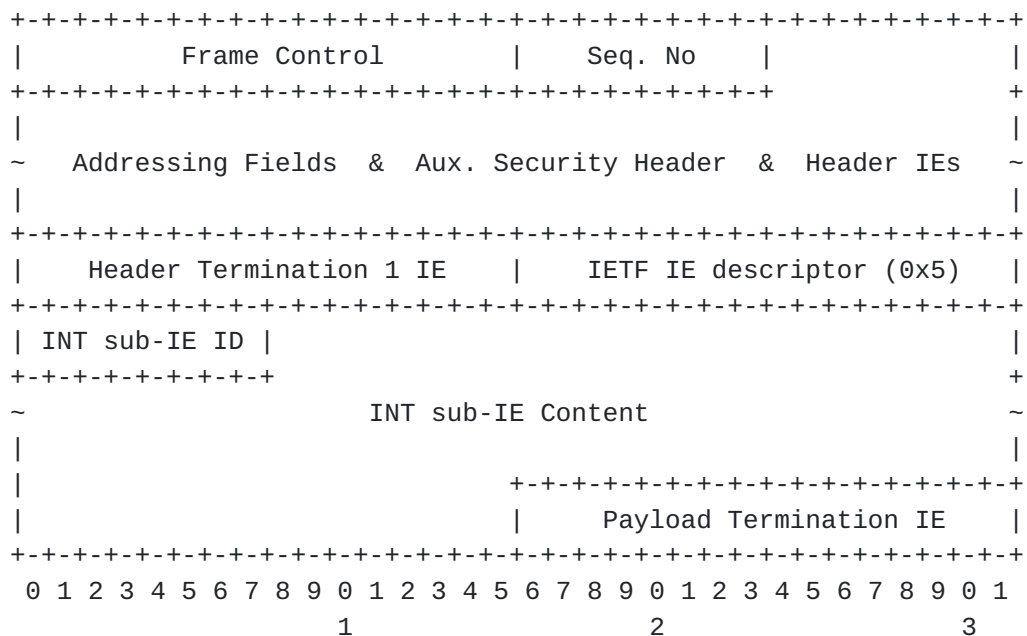 +-+-+-+-+-+-+-+-+-+-+-+-+-+-+-+-+-+-+-+-+-+-+-+-+-+-+-+-+-+-+-+-+
|          Frame Control        |    Seq. No    |               |
+-+-+-+-+-+-+-+-+-+-+-+-+-+-+-+-+-+-+-+-+-+-+-+-+               +
|                                                               |
~   Addressing Fields  &  Aux. Security Header  &  Header IEs   ~
|                                                               |
+-+-+-+-+-+-+-+-+-+-+-+-+-+-+-+-+-+-+-+-+-+-+-+-+-+-+-+-+-+-+-+-+
|    Header Termination 1 IE    |    IETF IE descriptor (0x5)   |
+-+-+-+-+-+-+-+-+-+-+-+-+-+-+-+-+-+-+-+-+-+-+-+-+-+-+-+-+-+-+-+-+
| INT sub-IE ID |                                               |
+-+-+-+-+-+-+-+-+                                               +
~                      INT sub-IE Content                       ~
|                                                               |
|                               +-+-+-+-+-+-+-+-+-+-+-+-+-+-+-+-+
|                               |     Payload Termination IE    |
+-+-+-+-+-+-+-+-+-+-+-+-+-+-+-+-+-+-+-+-+-+-+-+-+-+-+-+-+-+-+-+-+
 0 1 2 3 4 5 6 7 8 9 0 1 2 3 4 5 6 7 8 9 0 1 2 3 4 5 6 7 8 9 0 1
                     1                   2                   3